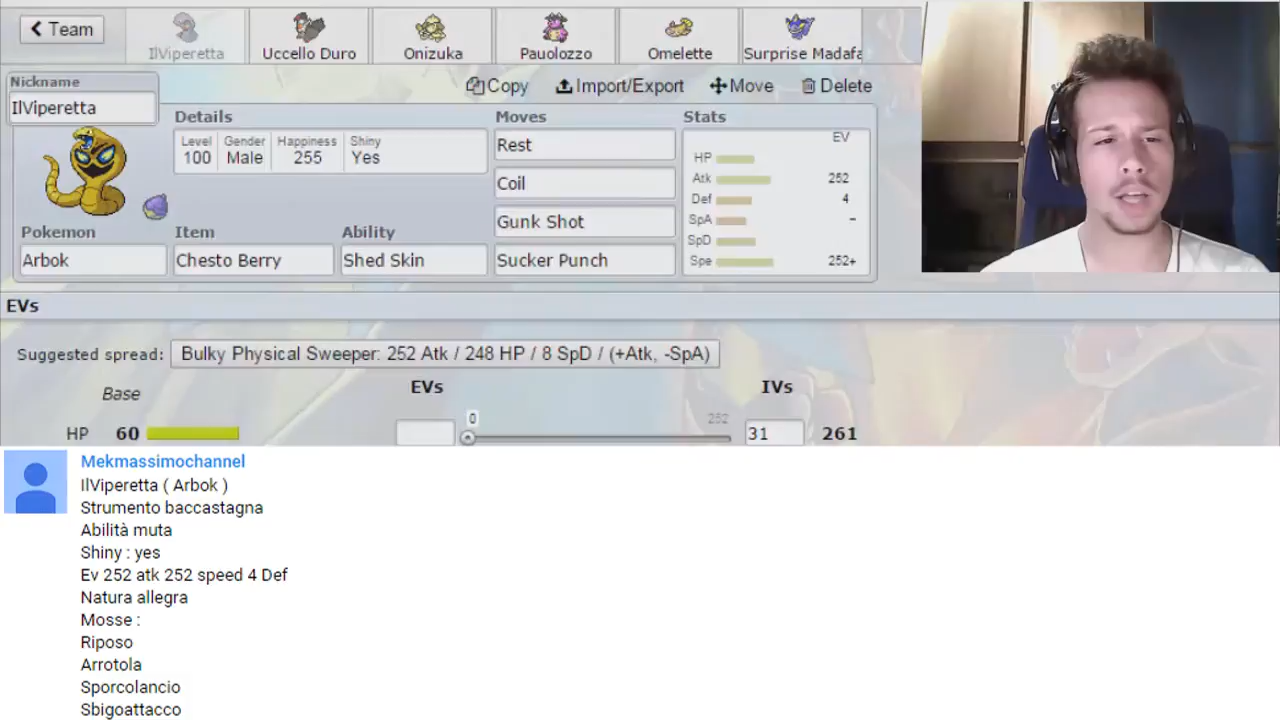 Team
IlViperetta
Uccello Duro
Onizuka
Pauolozzo
Omelette
Surprise Madafa
Nickname
IlViperetta
Copy
Import/Export
Move
Delete
Details
Level Gender Happiness Shiny
100 Male 255 Yes
Moves
Rest
Coil
Gunk Shot
Sucker Punch
Stats
EV
HP
Atk 252
Def 4
SpA –
SpD
Spe 252+
Pokemon
Arbok
Item
Chesto Berry
Ability
Shed Skin
EVs
Suggested spread: Bulky Physical Sweeper: 252 Atk / 248 HP / 8 SpD / (+Atk, -SpA)
Base EVs IVs
0 252
HP 60 31 261
Mekmassimochannel
IlViperetta ( Arbok )
Strumento baccastagna
Abilità muta
Shiny : yes
Ev 252 atk 252 speed 4 Def
Natura allegra
Mosse :
Riposo
Arrotola
Sporcolancio
Sbigoattacco